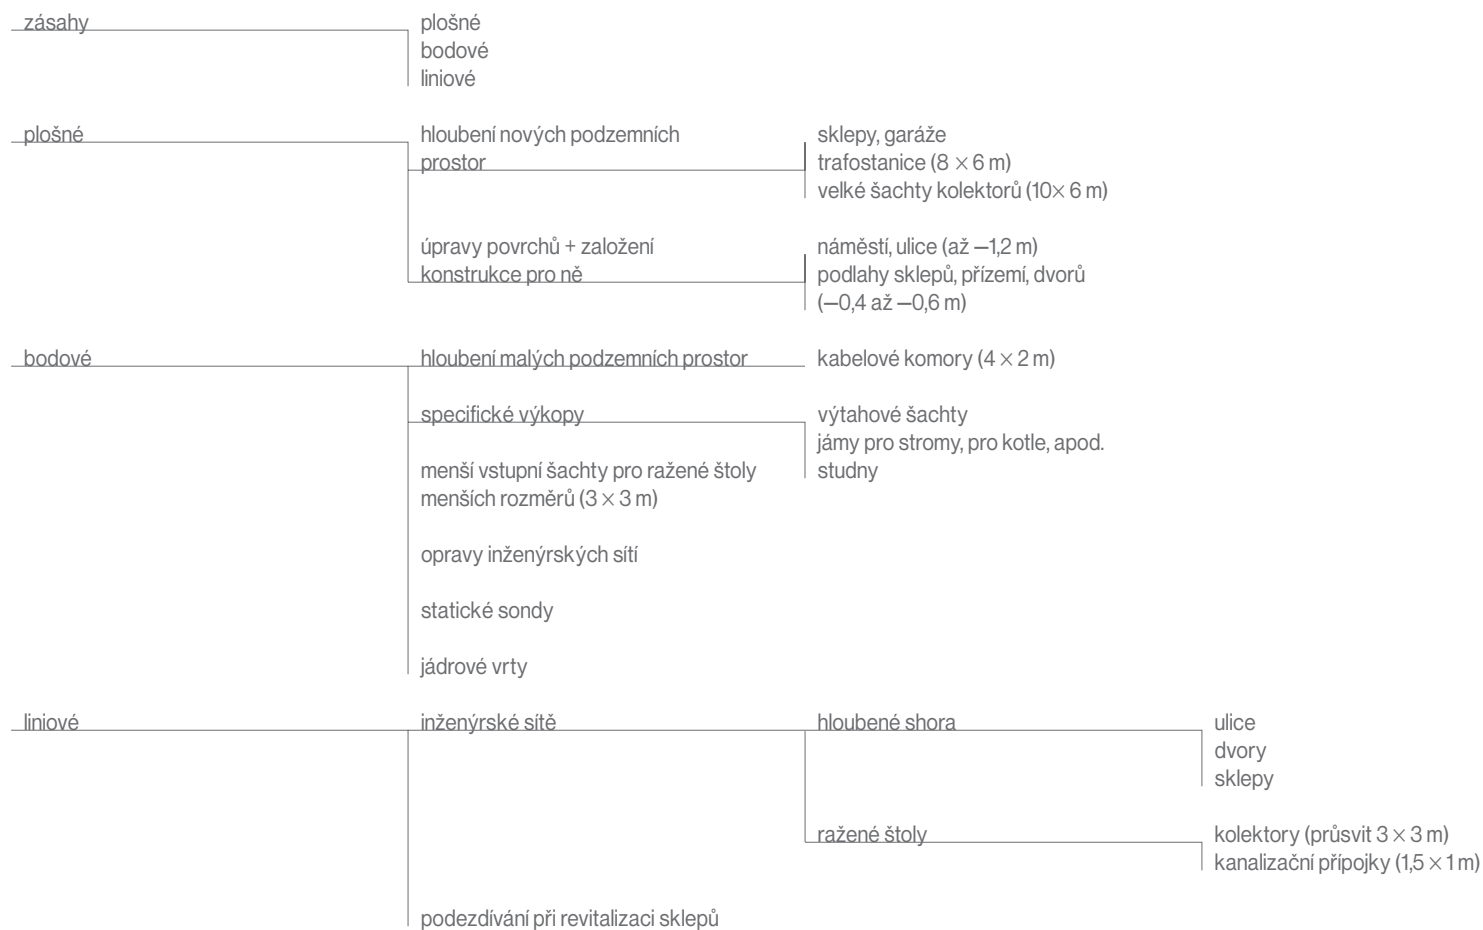 zásahy
plošné
bodové
liniové
plošné
hloubení nových podzemních
prostor
sklepy, garáže
trafostanice (8 × 6 m)
velké šachty kolektorů (10× 6 m)
úpravy povrchů + založení
konstrukce pro ně
náměstí, ulice (až —1,2 m)
podlahy sklepů, přízemí, dvorů
(—0,4 až —0,6 m)
bodové
hloubení malých podzemních prostor
kabelové komory (4 × 2 m)
specifické výkopy
výtahové šachty
jámy pro stromy, pro kotle, apod.
studny
menší vstupní šachty pro ražené štoly
menších rozměrů (3 × 3 m)
opravy inženýrských sítí
statické sondy
jádrové vrty
liniové
inženýrské sítě
hloubené shora
ulice
dvory
sklepy
ražené štoly
kolektory (průsvit 3 × 3 m)
kanalizační přípojky (1,5 × 1 m)
podezdívání při revitalizaci sklepů